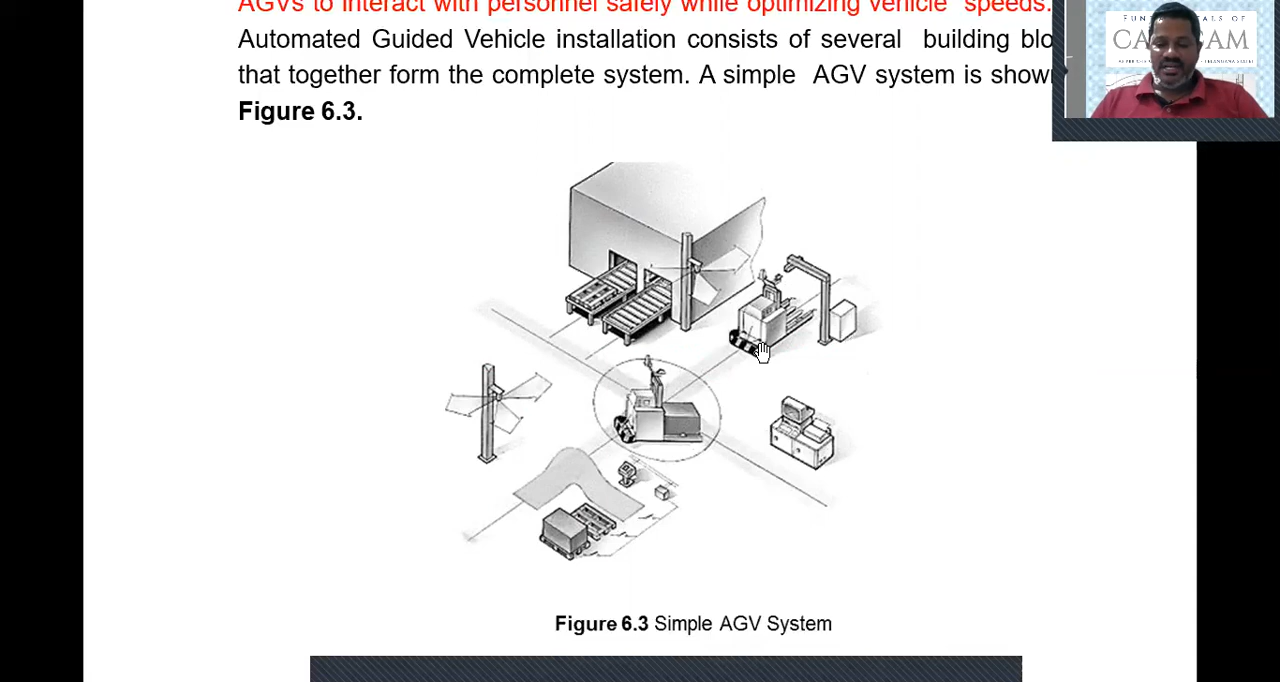 AGVs to interact with personnel safely while optimizing vehicle speeds.
Automated Guided Vehicle installation consists of several building blo
that together form the complete system. A simple AGV system is show
Figure 6.3.
Figure 6.3 Simple AGV System